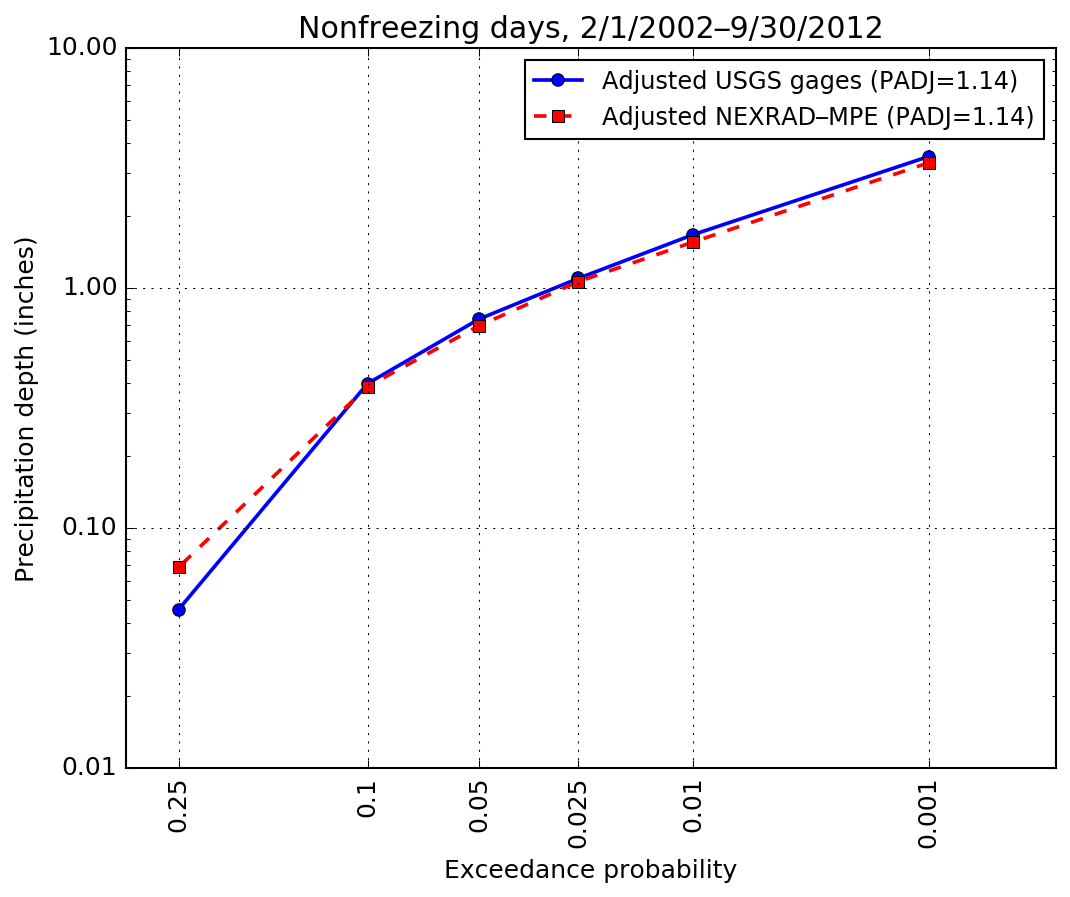 Nonfreezing days, 2/1/2002–9/30/2012
10.00
Adjusted USGS gages (PADJ=1.14)
Adjusted NEXRAD–MPE (PADJ=1.14)
Precipitation depth (inches)
1.00
0.10
0.01
0.25
0.1
0.05
0.025
0.01
0.001
Exceedance probability